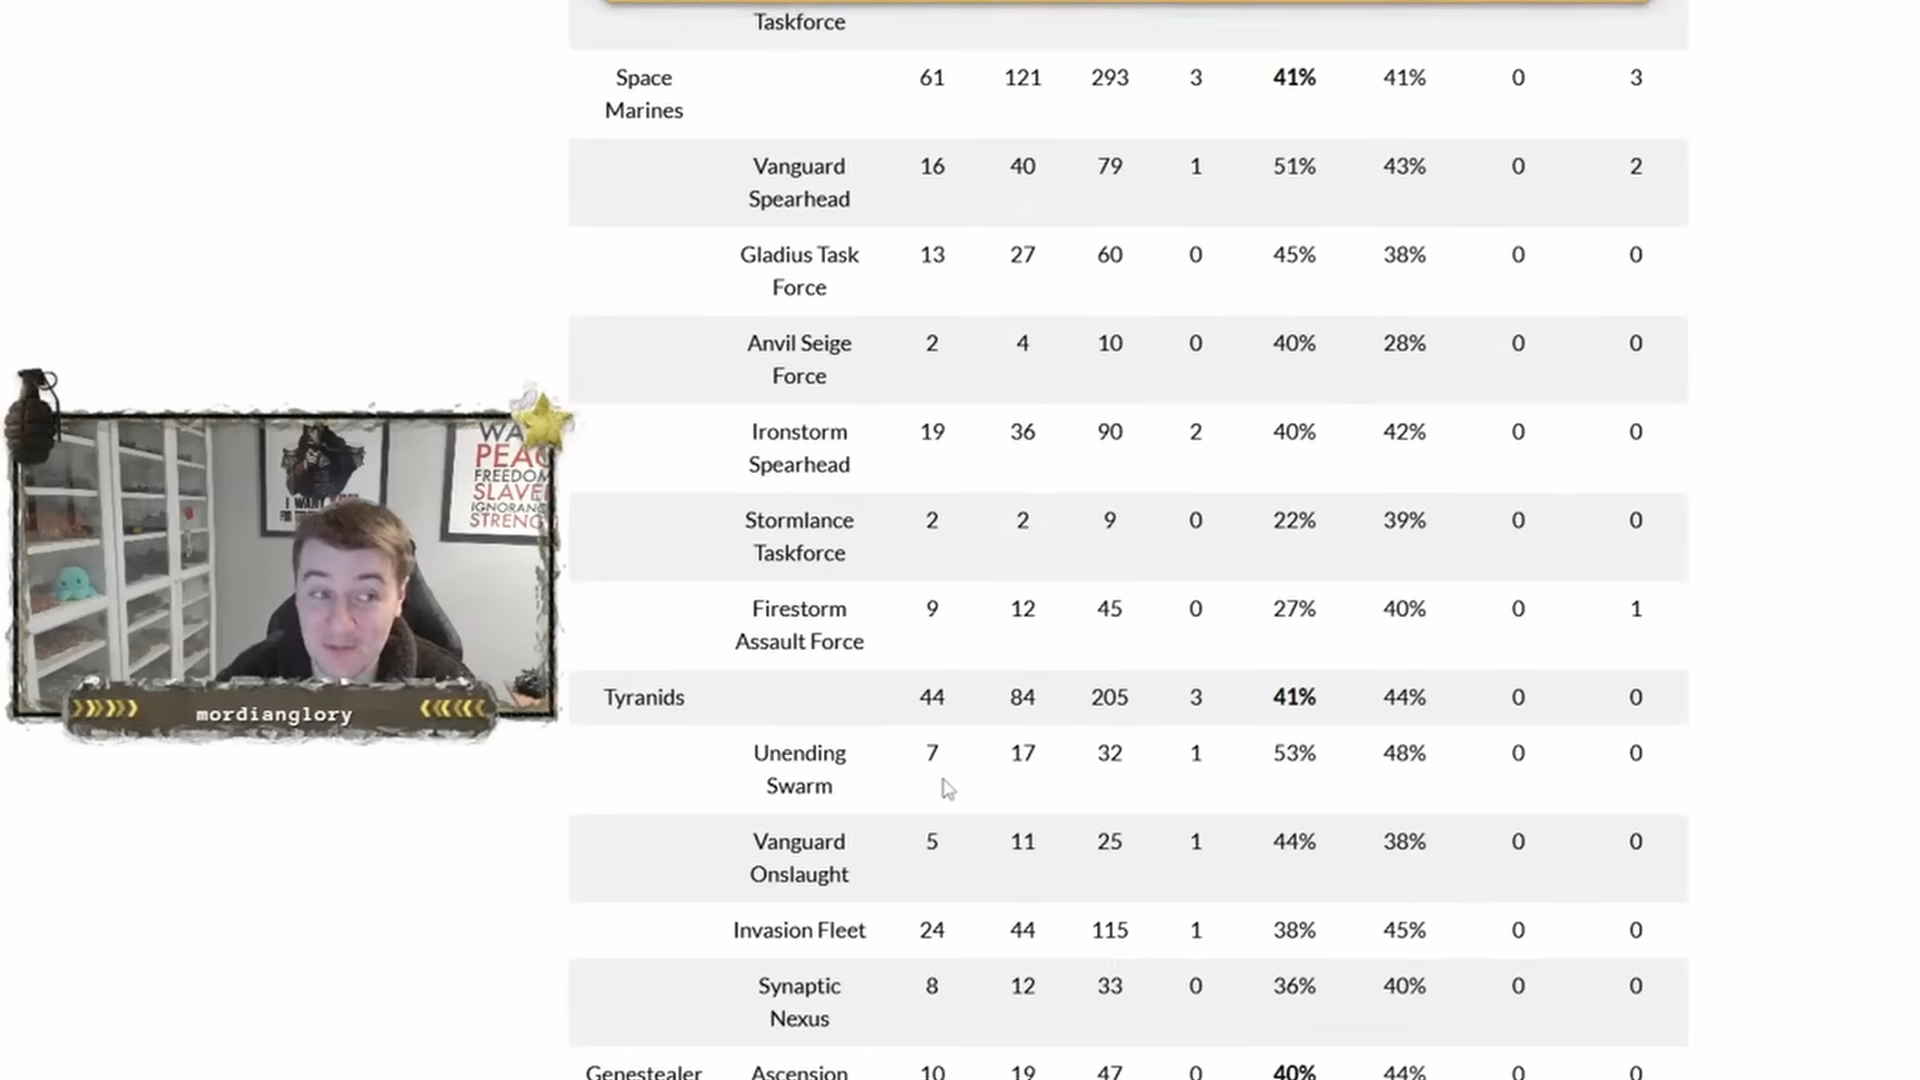 Taskforce
Space Marines 61 121 293 3 41% 41% 0 3
Vanguard Spearhead 16 40 79 1 51% 43% 0 2
Gladius Task Force 13 27 60 0 45% 38% 0 0
Anvil Seige Force 2 4 10 0 40% 28% 0 0
Ironstorm Spearhead 19 36 90 2 40% 42% 0 0
Stormlance Taskforce 2 2 9 0 22% 39% 0 0
Firestorm Assault Force 9 12 45 0 27% 40% 0 1
Tyranids 44 84 205 3 41% 44% 0 0
Unending Swarm 7 17 32 1 53% 48% 0 0
Vanguard Onslaught 5 11 25 1 44% 38% 0 0
Invasion Fleet 24 44 115 1 38% 45% 0 0
Synaptic Nexus 8 12 33 0 36% 40% 0 0
Genestealer Ascension 10 19 47 0 40% 44% 0 0
WA
PEAC
FREEDOM
SLAVE
IGNORANC
STRENG
I WANT
mordianglory